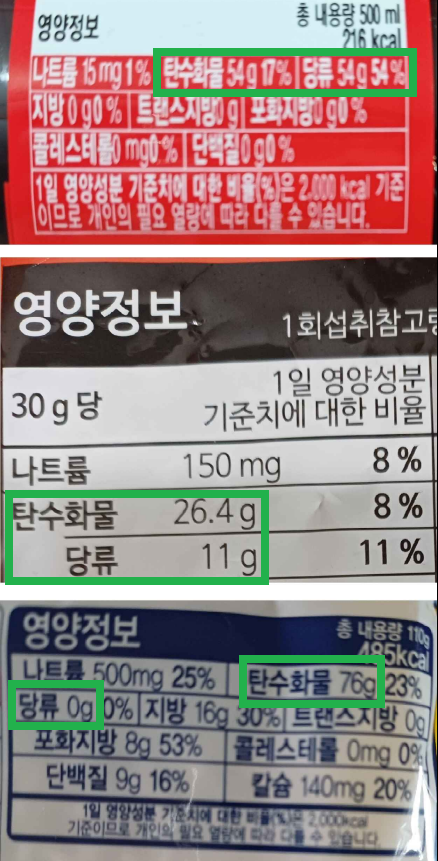 영양정보
총 내용량 500 ml
216 kcal
나트륨 15 mg 1% 탄수화물 54 g 17% 당류 54 g 54 %
지방 0 g 0 % 트랜스지방 0 g 포화지방 0 g 0 %
콜레스테롤 0 mg 0 % 단백질 0 g 0 %
1일 영양성분 기준치에 대한 비율(%)은 2,000 kcal 기준
이므로 개인의 필요 열량에 따라 다를 수 있습니다.
영양정보
1회 섭취참고량
30 g 당
1일 영양성분
기준치에 대한 비율
나트륨 150 mg 8 %
탄수화물 26.4 g 8 %
당류 11 g 11 %
영양정보
총 내용량 110g
485kcal
나트륨 500mg 25% 탄수화물 76g 23%
당류 0g 0% 지방 16g 30% 트랜스지방 0g
포화지방 8g 53% 콜레스테롤 0mg 0%
단백질 9g 16% 칼슘 140mg 20%
1일 영양성분 기준치에 대한 비율(%)은 2,000kcal
기준이므로 개인의 필요 열량에 따라 다를 수 있습니다